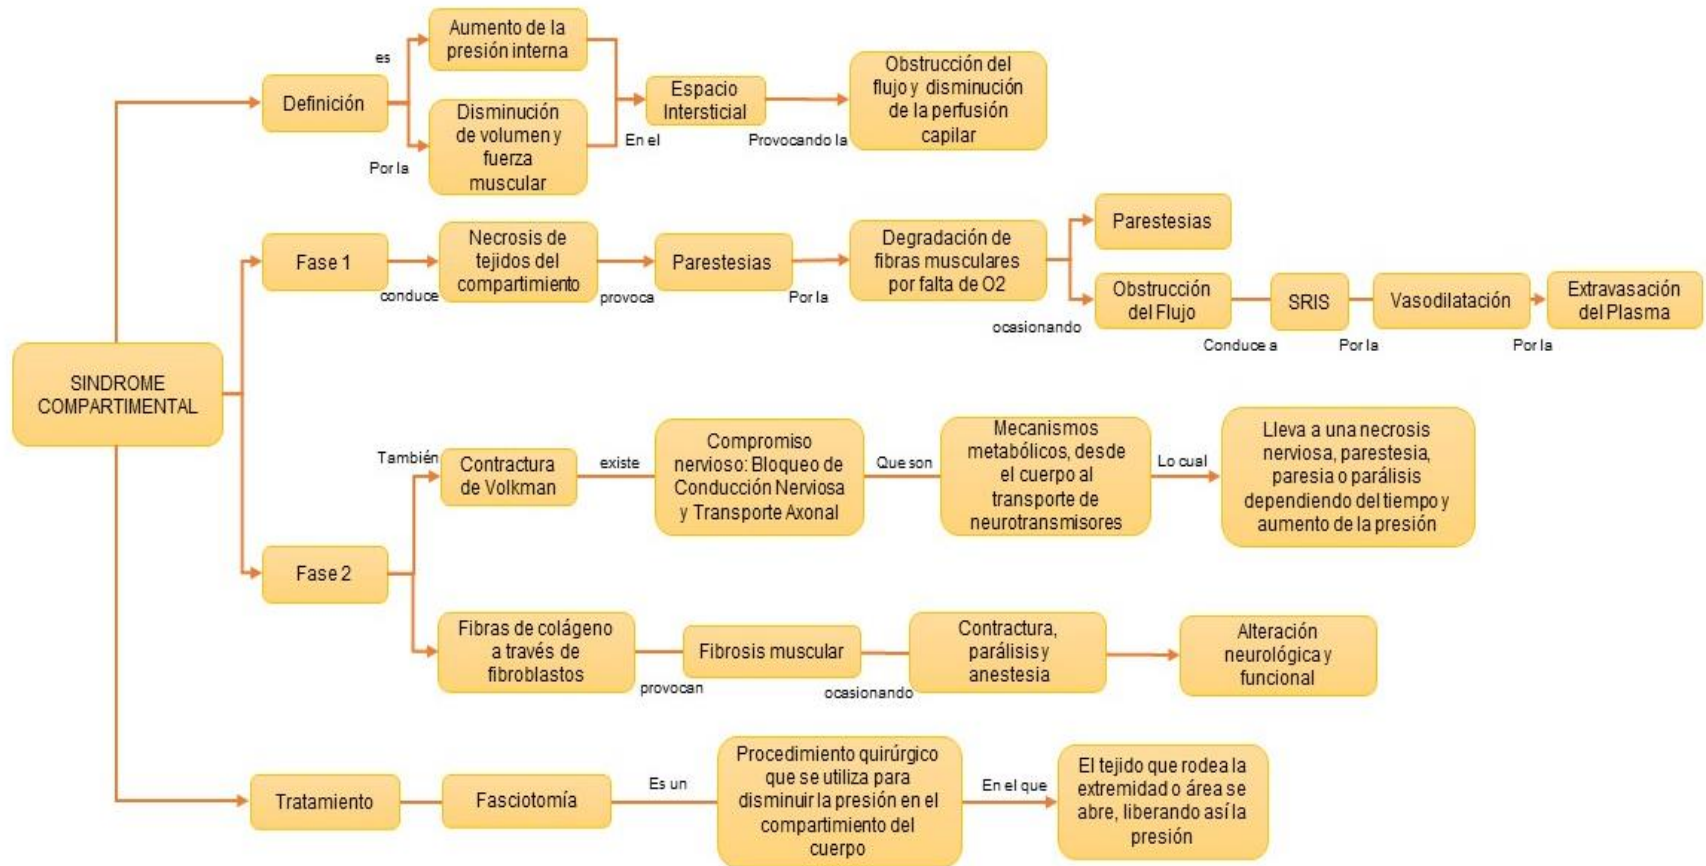 SINDROME
COMPARTIMENTAL
Definición
es
Por la
Aumento de la
presión interna
Disminución
de volumen y
fuerza
muscular
En el
Espacio
Intersticial
Provocando la
Obstrucción del
flujo y disminución
de la perfusión
capilar
Fase 1
conduce
Necrosis de
tejidos del
compartimiento
provoca
Parestesias
Por la
Degradación de
fibras musculares
por falta de O2
Parestesias
ocasionando
Obstrucción
del Flujo
Conduce a
SRIS
Por la
Vasodilatación
Por la
Extravasación
del Plasma
Fase 2
También
Contractura
de Volkman
existe
Compromiso
nervioso: Bloqueo de
Conducción Nerviosa
y Transporte Axonal
Que son
Mecanismos
metabólicos, desde
el cuerpo al
transporte de
neurotransmisores
Lo cual
Lleva a una necrosis
nerviosa, parestesia,
paresia o parálisis
dependiendo del tiempo y
aumento de la presión
Fibras de colágeno
a través de
fibroblastos
provocan
Fibrosis muscular
ocasionando
Contractura,
parálisis y
anestesia
Alteración
neurológica y
funcional
Tratamiento
Fasciotomía
Es un
Procedimiento quirúrgico
que se utiliza para
disminuir la presión en el
compartimiento del
cuerpo
En el que
El tejido que rodea la
extremidad o área se
abre, liberando así la
presión